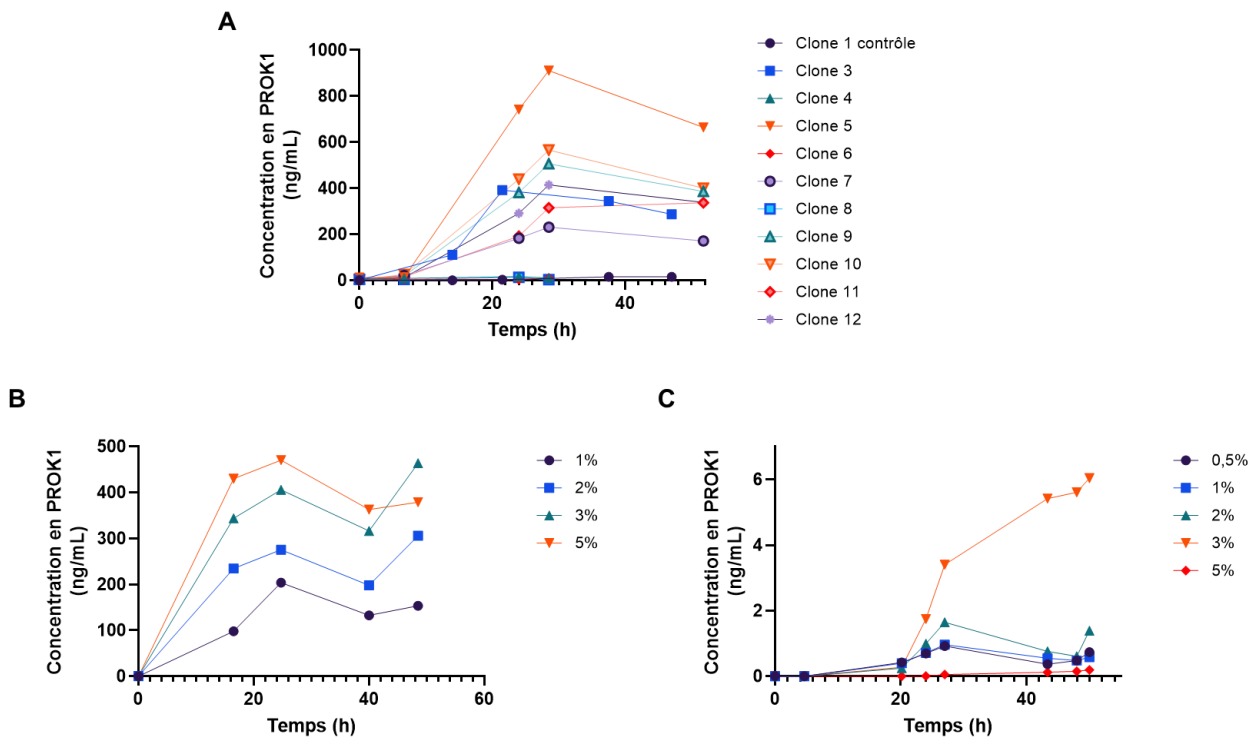 A
Concentration en PROK1
(ng/mL)
1000
800
600
400
200
0
0
20
40
Temps (h)
Clone 1 contrôle
Clone 3
Clone 4
Clone 5
Clone 6
Clone 7
Clone 8
Clone 9
Clone 10
Clone 11
Clone 12
B
Concentration en PROK1
(ng/mL)
500
400
300
200
100
0
0
20
40
60
Temps (h)
1%
2%
3%
5%
C
Concentration en PROK1
(ng/mL)
6
4
2
0
0
20
40
Temps (h)
0,5%
1%
2%
3%
5%